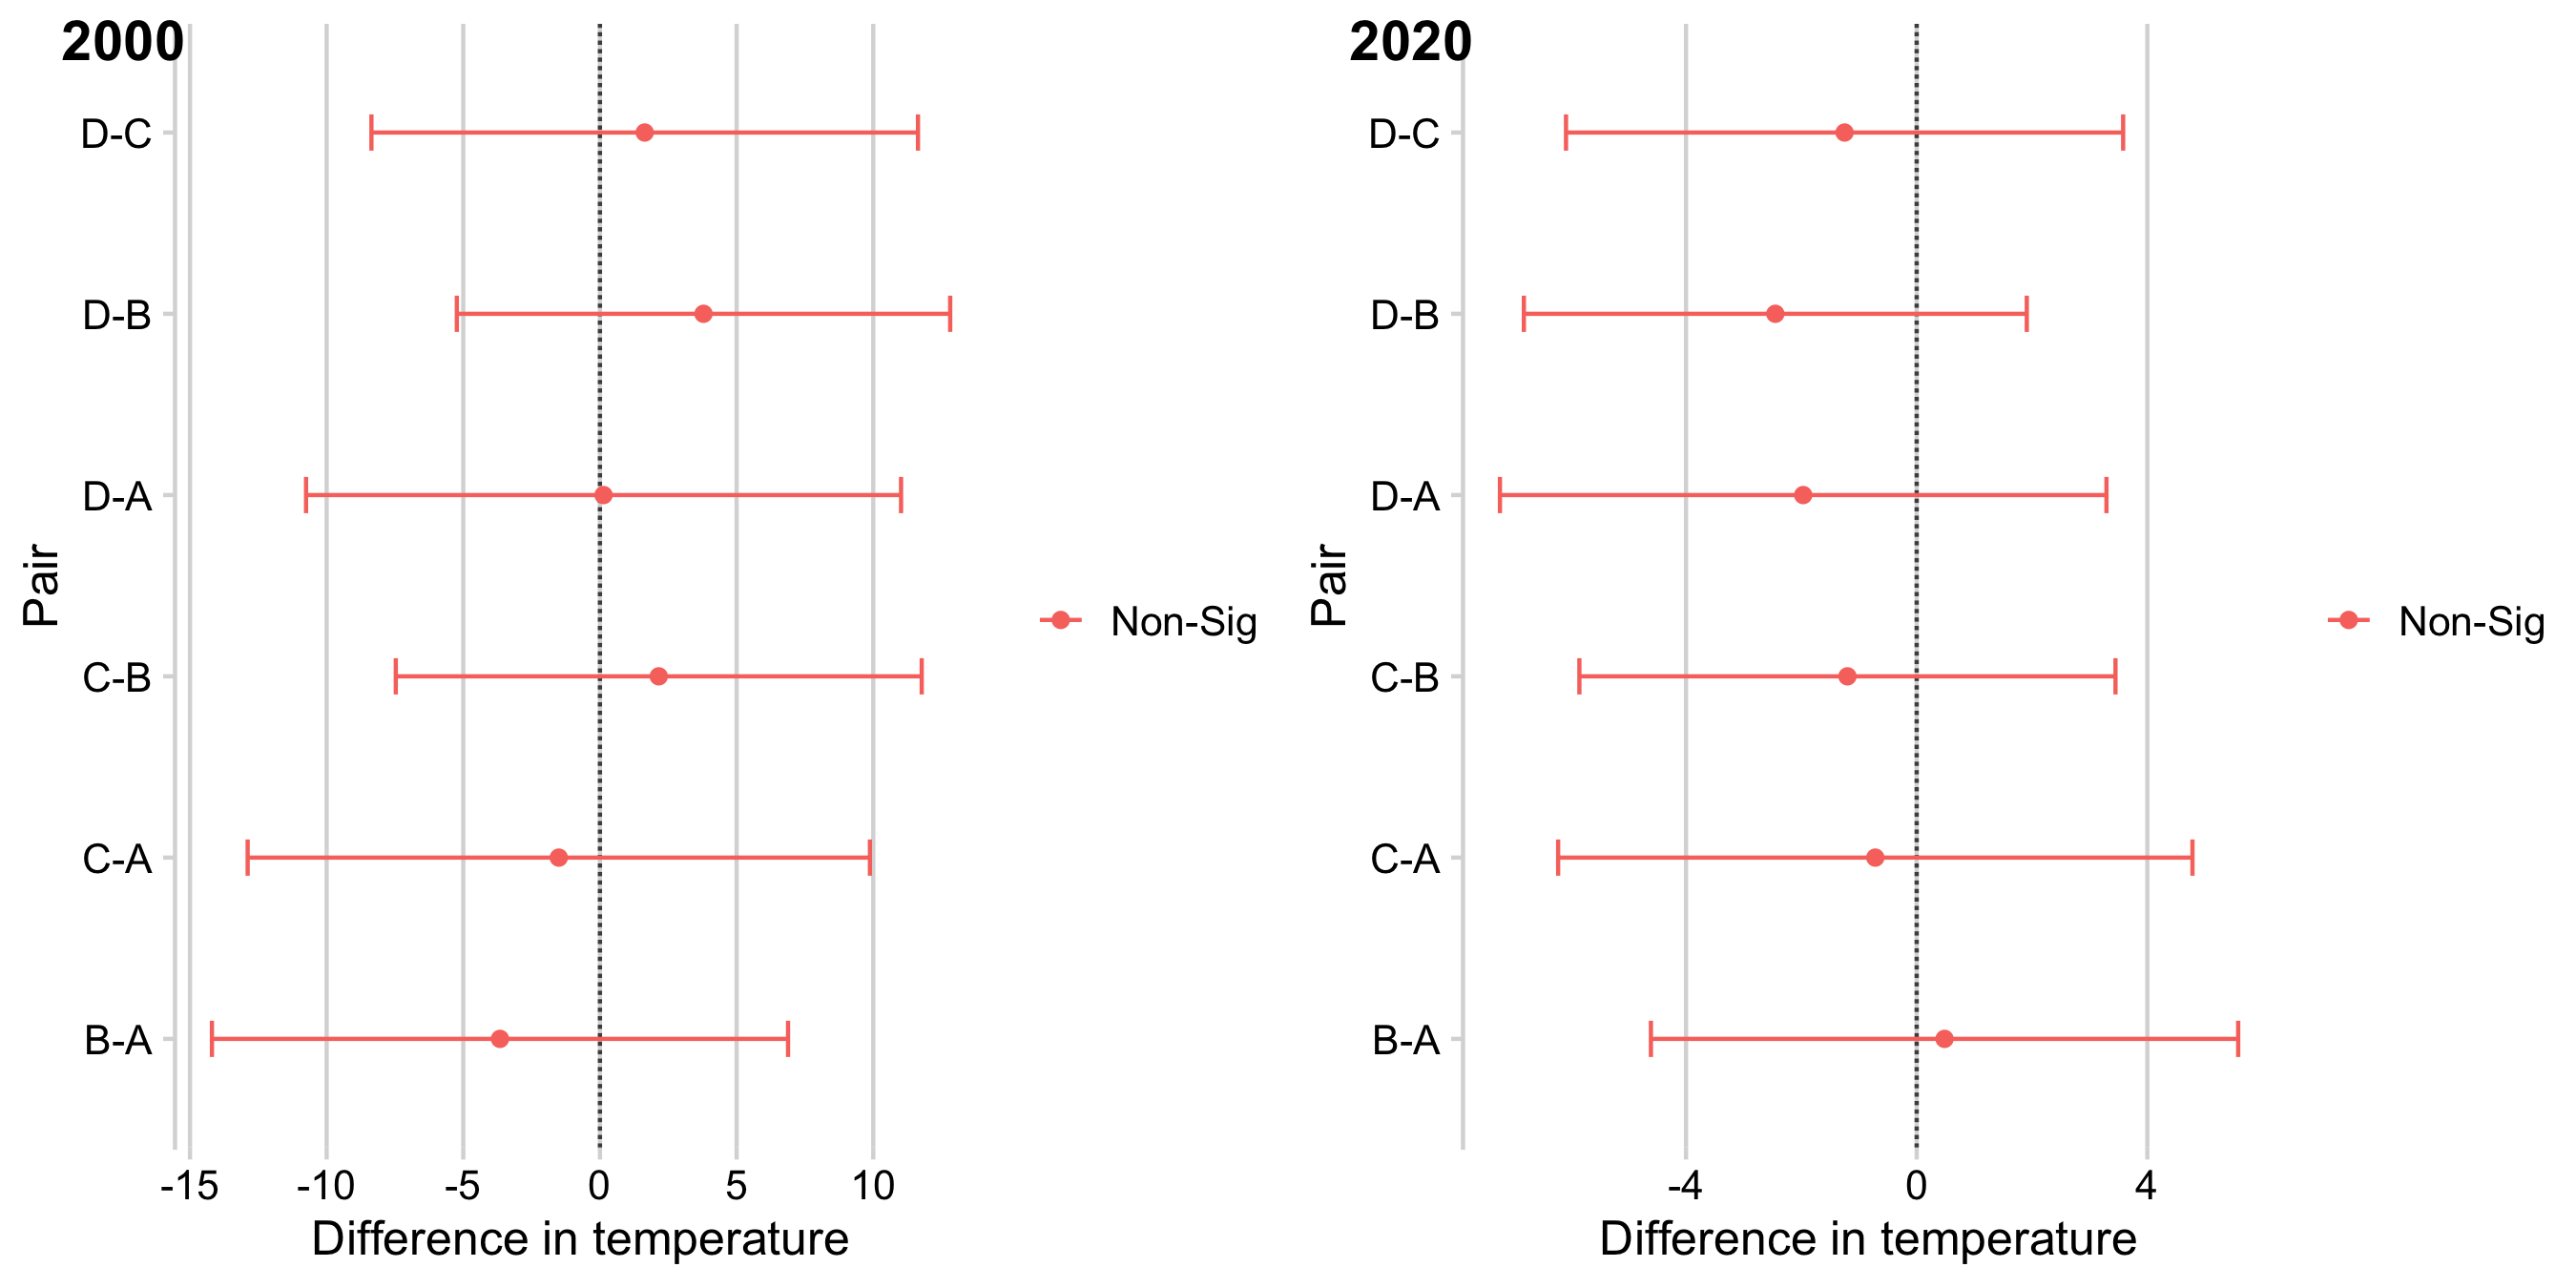 2000
D-C
D-B
D-A
C-B
C-A
B-A
Pair
-15 -10 -5 0 5 10
Difference in temperature
Non-Sig
2020
D-C
D-B
D-A
C-B
C-A
B-A
Pair
-4 0 4
Difference in temperature
Non-Sig